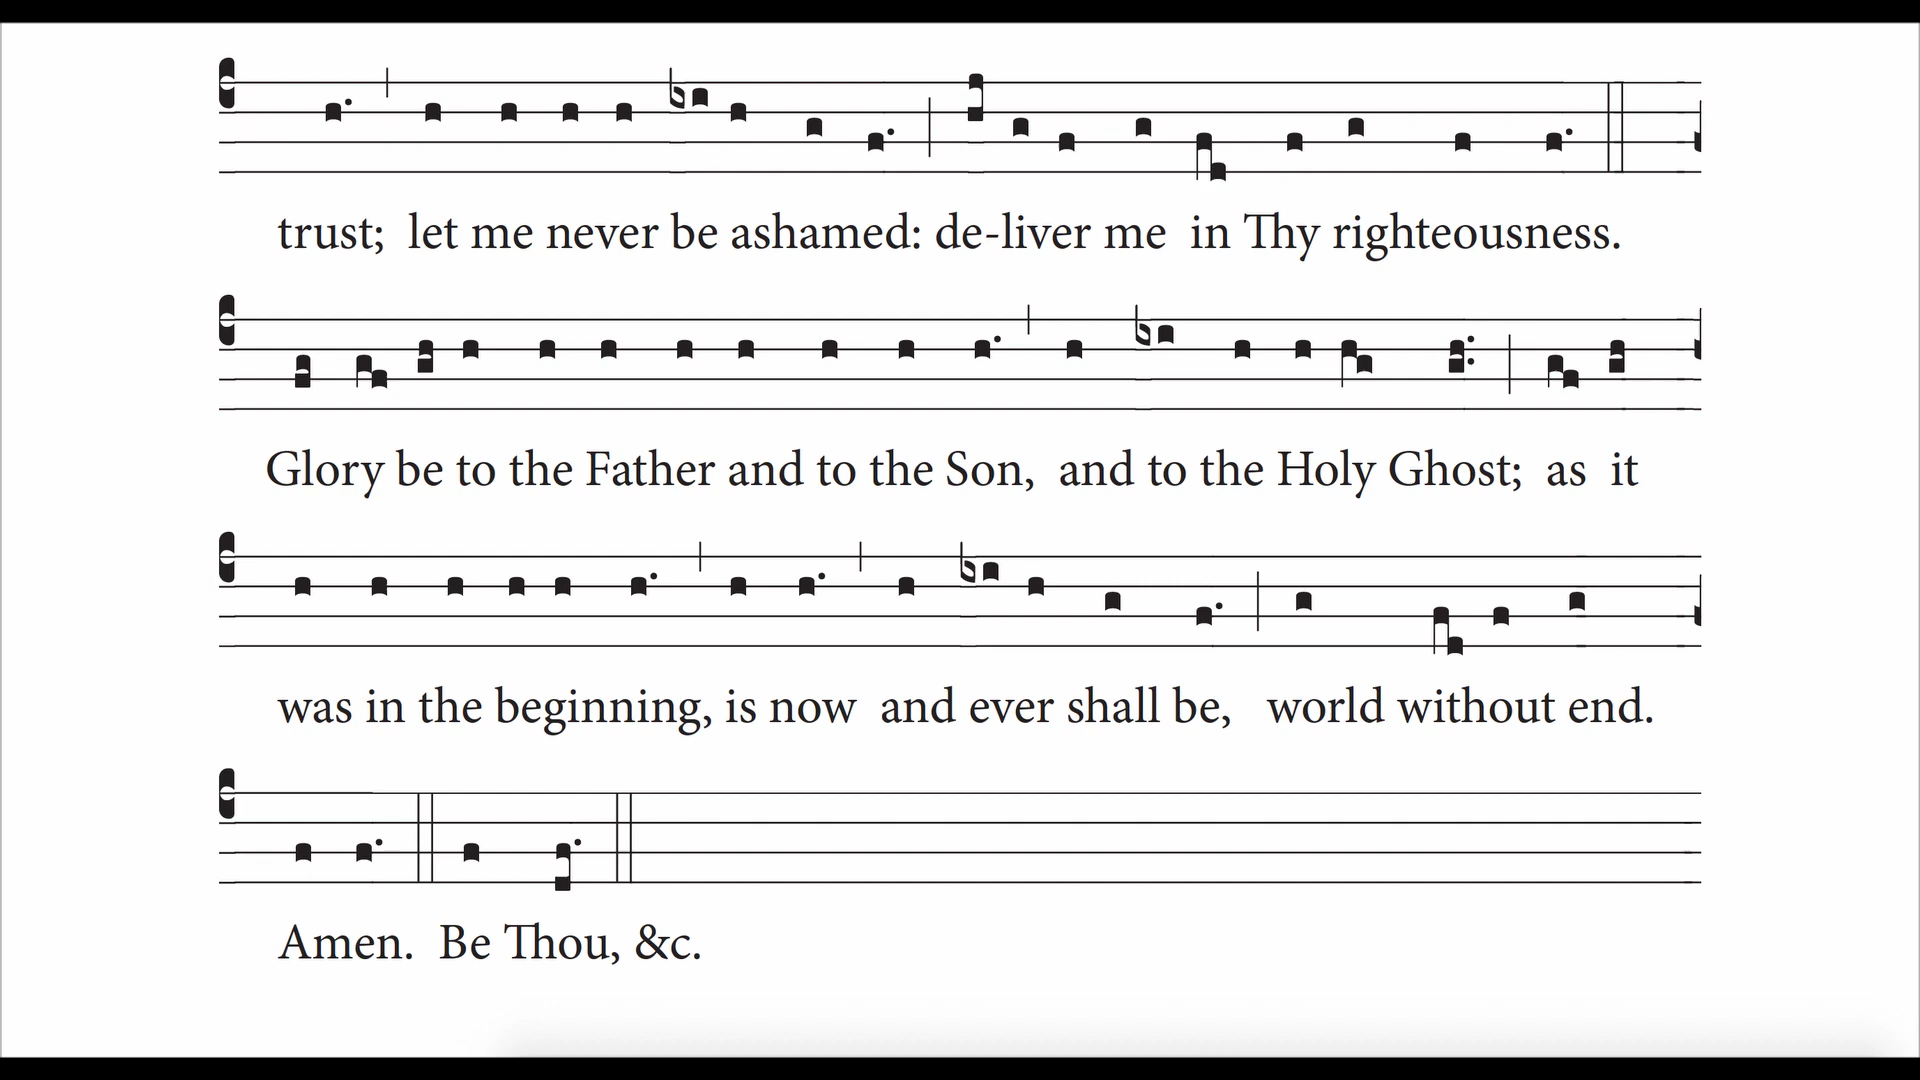 trust; let me never be ashamed: de-liver me in Thy righteousness.
Glory be to the Father and to the Son, and to the Holy Ghost; as it
was in the beginning, is now and ever shall be, world without end.
Amen. Be Thou, &c.